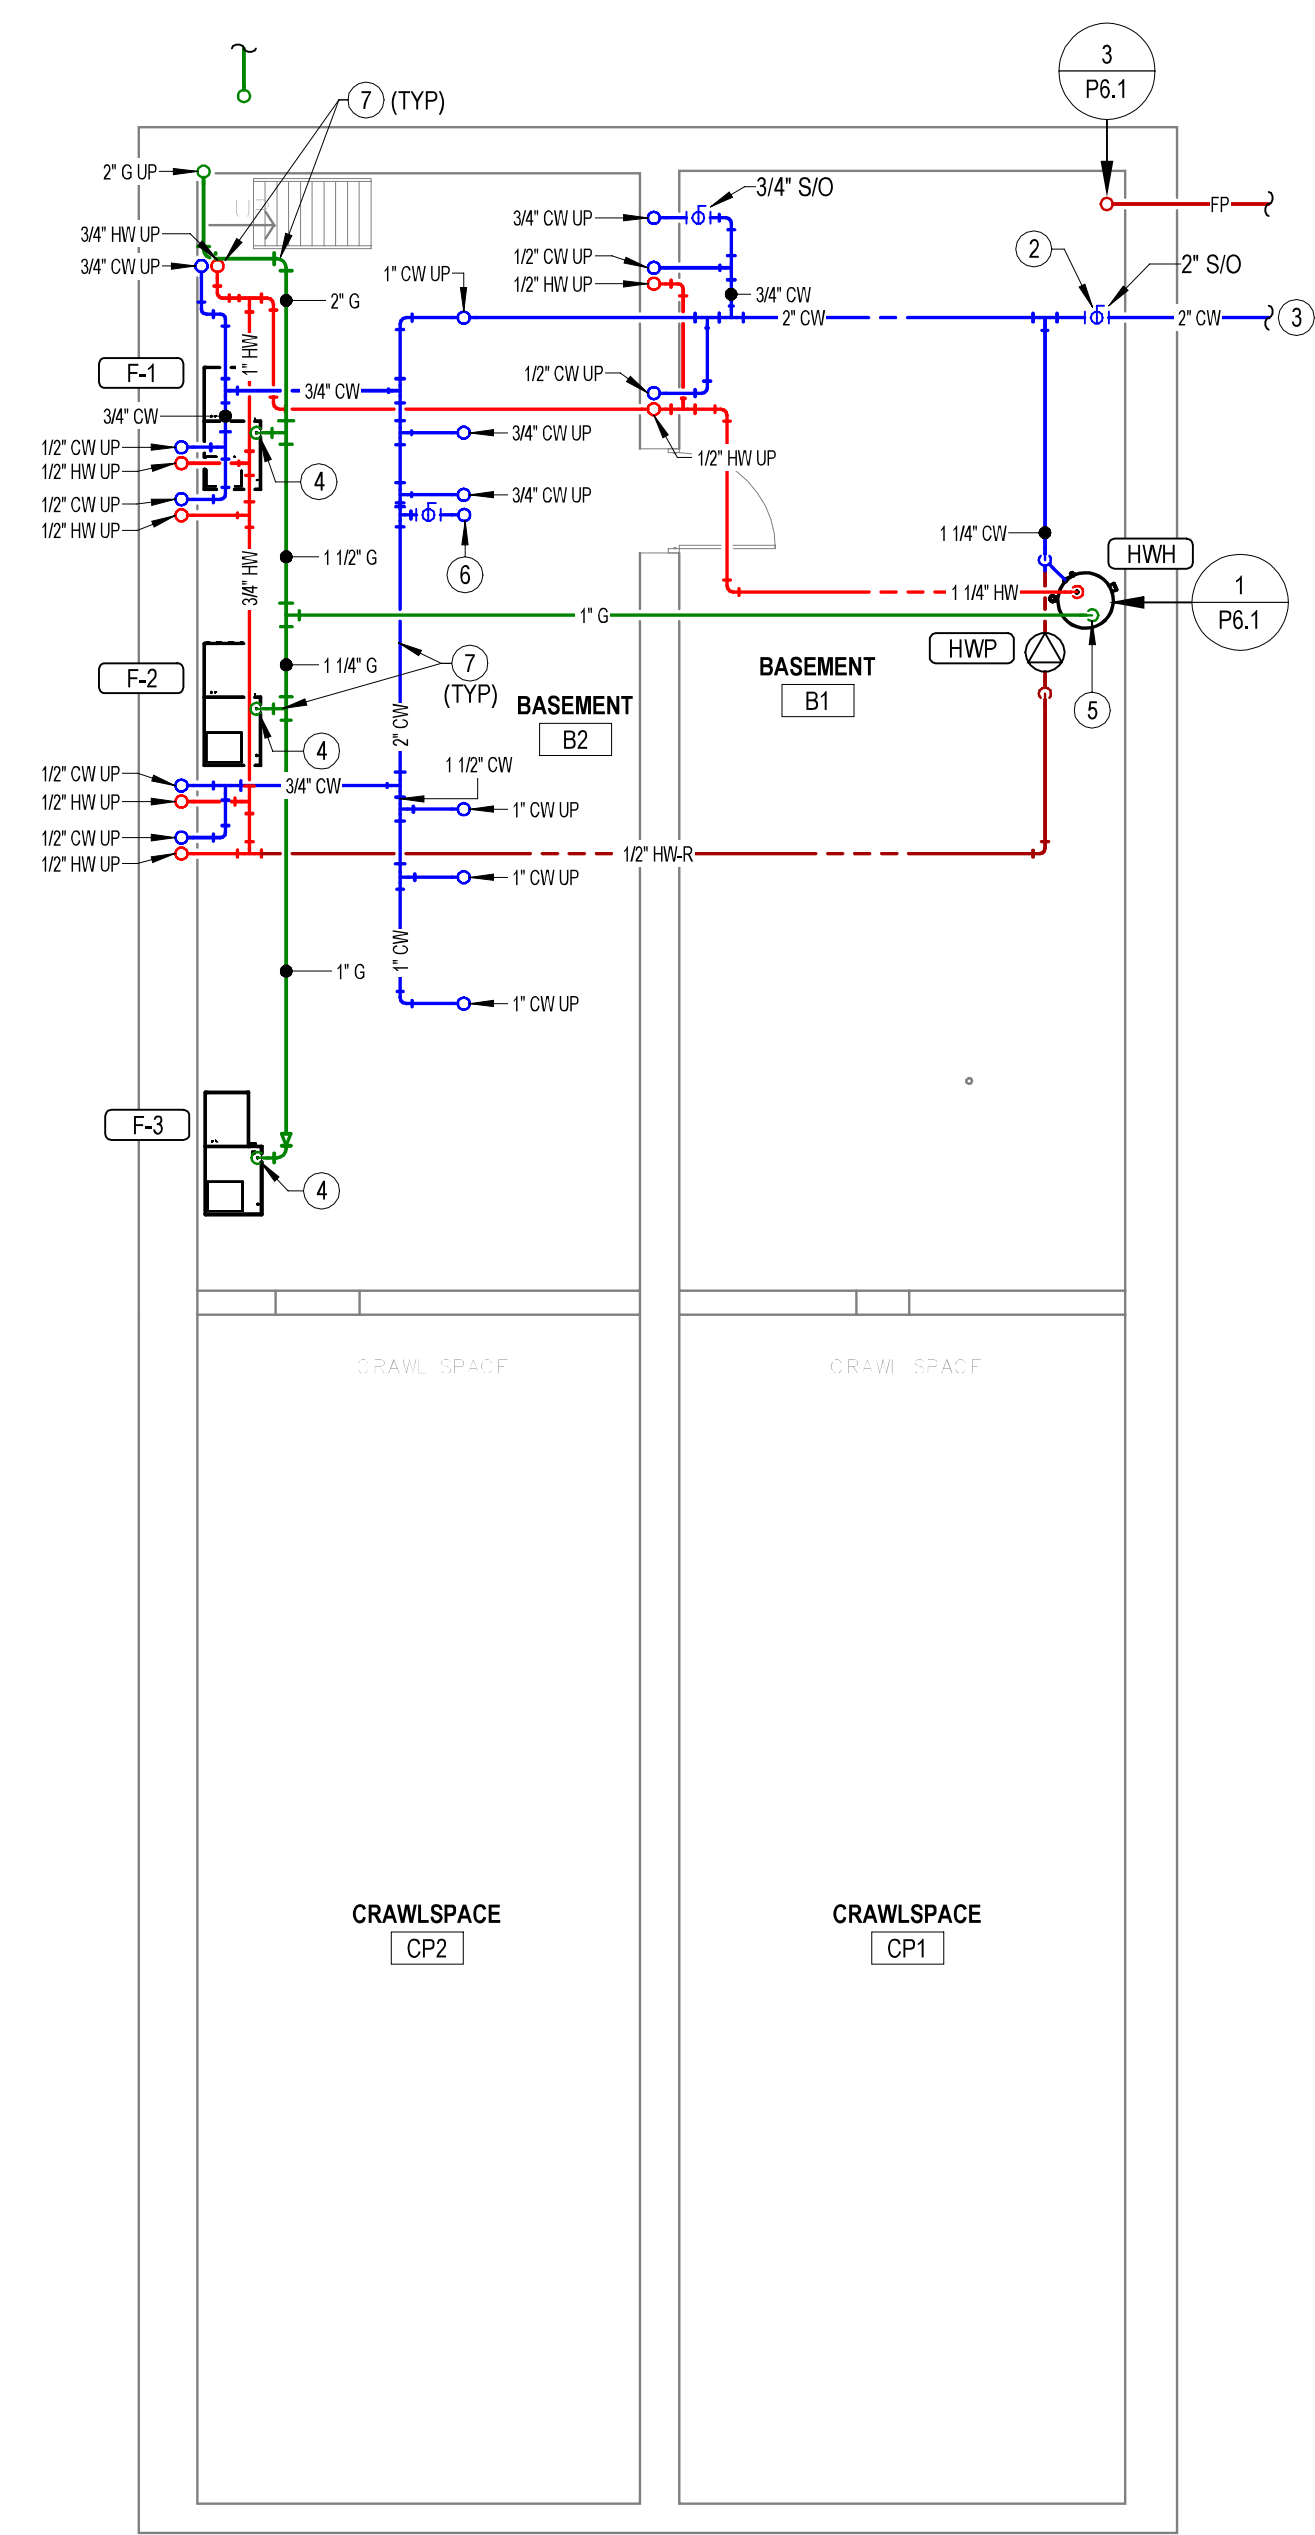 3
P6.1
7 (TYP)
2" G UP
3/4" S/O
3/4" HW UP
3/4" CW UP
UP
3/4" CW UP
1/2" CW UP
1/2" HW UP
FP
2
2" S/O
1" CW UP
2" G
3/4" CW
2" CW
2" CW
3
1" HW
F-1
3/4" CW
1/2" CW UP
3/4" CW
3/4" CW UP
1/2" CW UP
1/2" HW UP
1/2" HW UP
4
3/4" CW UP
1/2" CW UP
1/2" HW UP
1 1/2" G
6
1 1/4" CW
HWH
3/4" HW
1 1/4" HW
1
P6.1
1" G
HWP
1 1/4" G
7
(TYP)
BASEMENT
B1
F-2
BASEMENT
B2
5
2" CW
4
1 1/2" CW
1/2" CW UP
3/4" CW
1/2" HW UP
1" CW UP
1/2" CW UP
1/2" HW UP
1/2" HW-R
1" CW UP
1" CW
1" G
1" CW UP
F-3
4
CRAWL SPACE
CRAWL SPACE
CRAWLSPACE
CP2
CRAWLSPACE
CP1